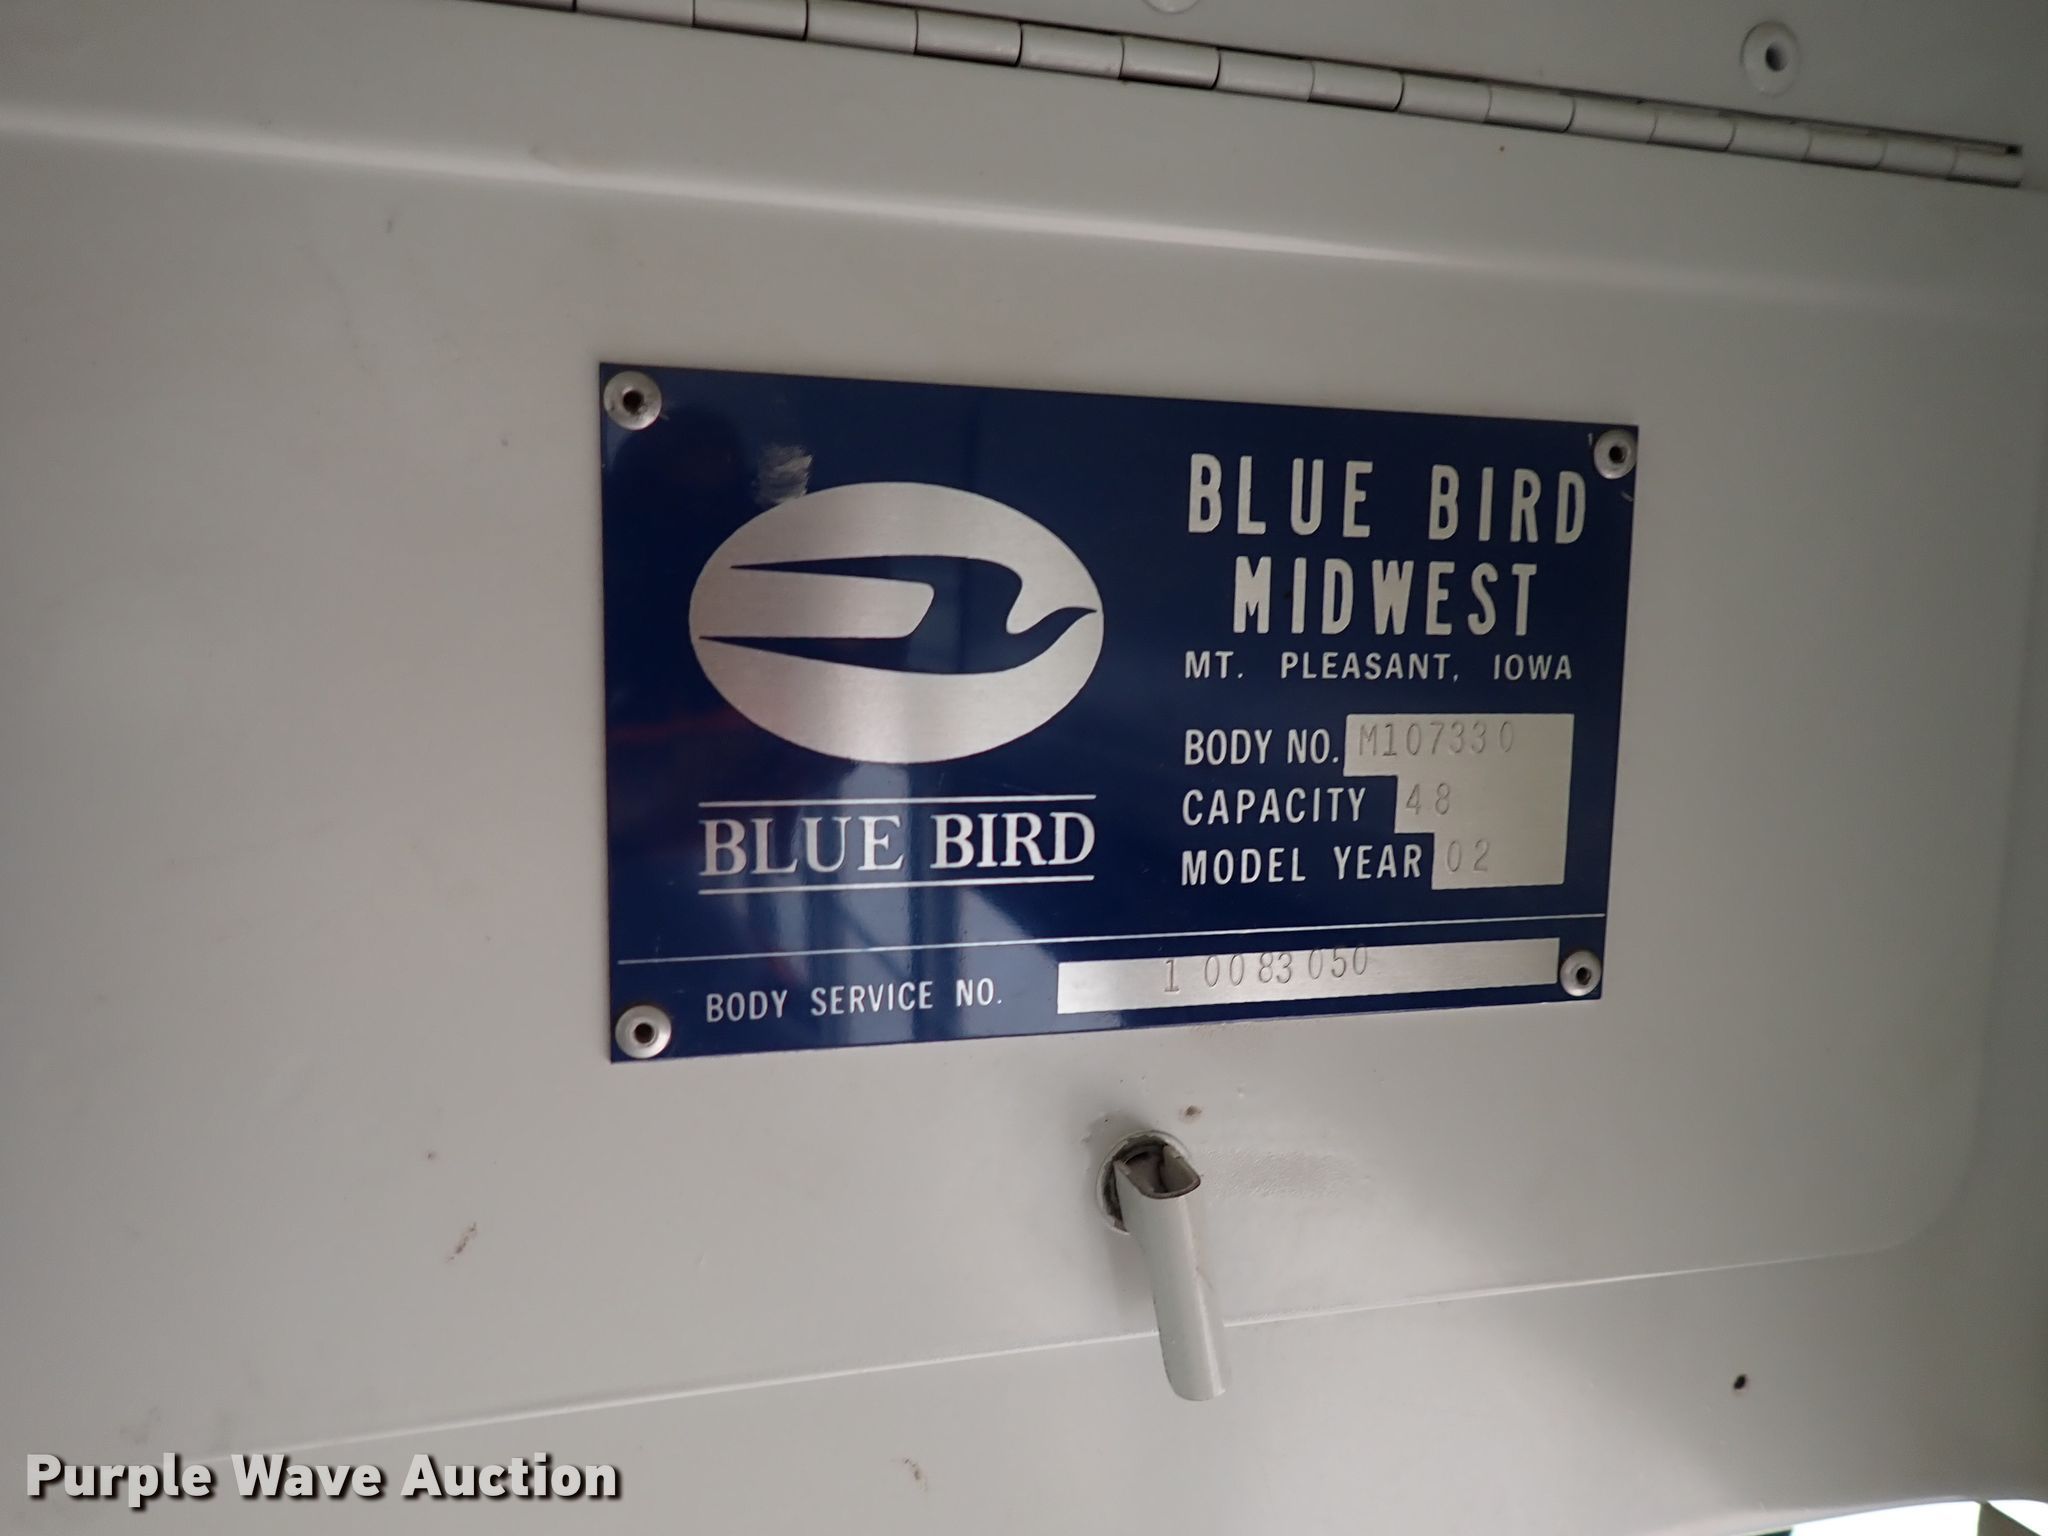 BLUE BIRD
MIDWEST
MT. PLEASANT, IOWA
BODY NO. M107330
CAPACITY 48
MODEL YEAR 02
BLUE BIRD
BODY SERVICE NO. 1 0083050
1
Purple Wave Auction